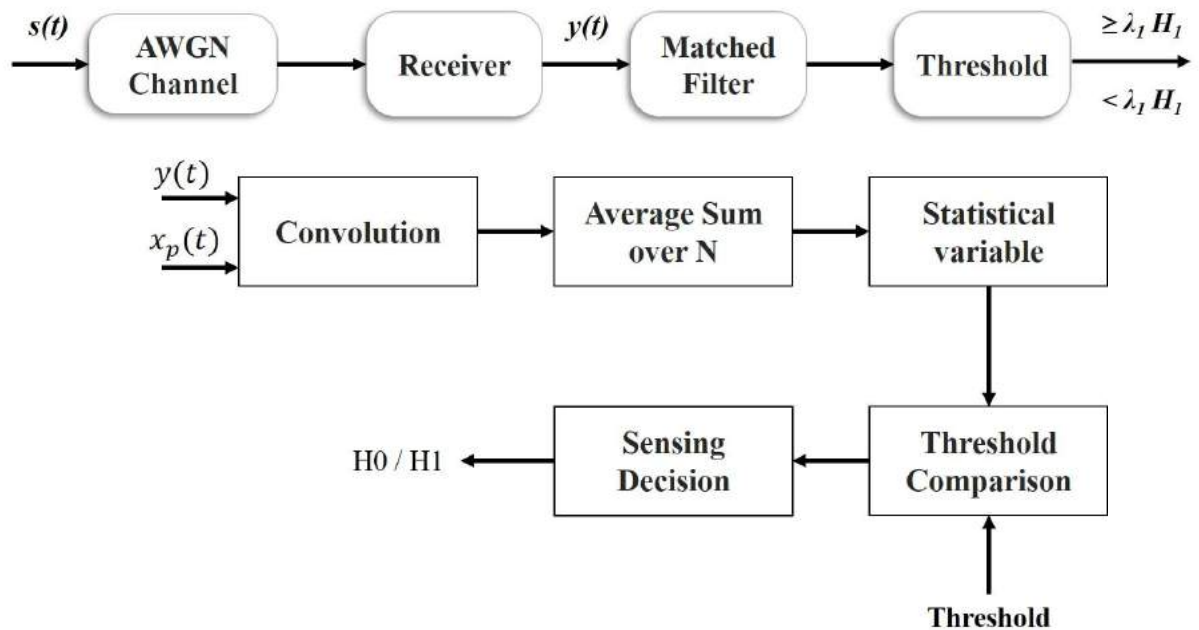 s(t)
AWGN
Channel
Receiver
y(t)
Matched
Filter
Threshold
≥ λ₁ H₁
< λ₁ H₁
y(t)
xₚ(t)
Convolution
Average Sum
over N
Statistical
variable
H0 / H1
Sensing
Decision
Threshold
Comparison
Threshold